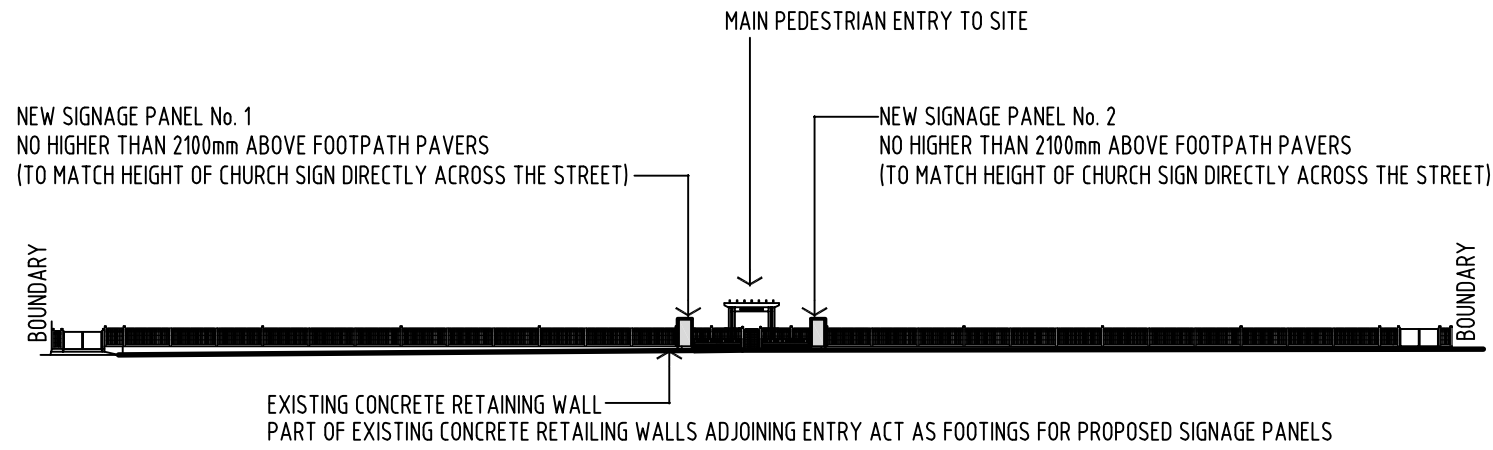 MAIN PEDESTRIAN ENTRY TO SITE
NEW SIGNAGE PANEL No. 1
NO HIGHER THAN 2100mm ABOVE FOOTPATH PAVERS
(TO MATCH HEIGHT OF CHURCH SIGN DIRECTLY ACROSS THE STREET)
NEW SIGNAGE PANEL No. 2
NO HIGHER THAN 2100mm ABOVE FOOTPATH PAVERS
(TO MATCH HEIGHT OF CHURCH SIGN DIRECTLY ACROSS THE STREET)
BOUNDARY
BOUNDARY
EXISTING CONCRETE RETAINING WALL
PART OF EXISTING CONCRETE RETAILING WALLS ADJOINING ENTRY ACT AS FOOTINGS FOR PROPOSED SIGNAGE PANELS